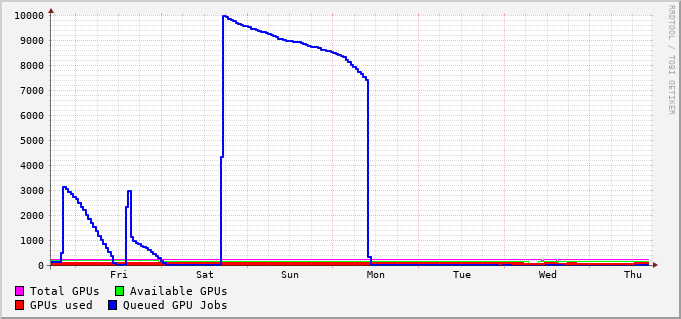 10000
9000
8000
7000
6000
5000
4000
3000
2000
1000
0
Fri Sat Sun Mon Tue Wed Thu
Total GPUs Available GPUs
GPUs used Queued GPU Jobs
RRDTOOL / TOBI OETIKER